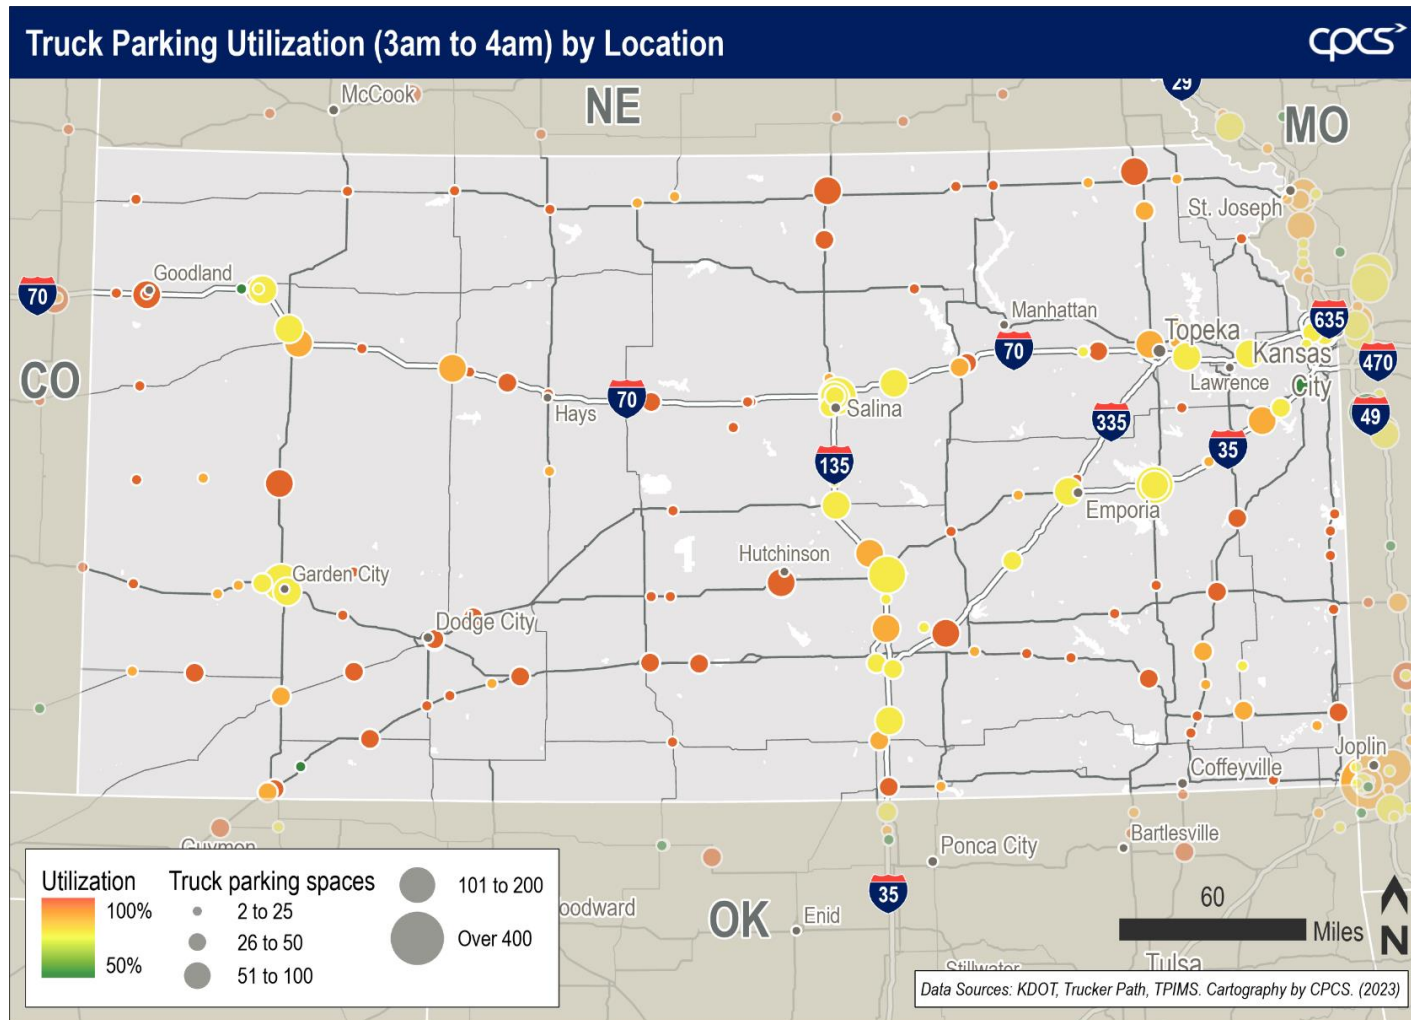 Truck Parking Utilization (3am to 4am) by Location
cpcs
29
McCook
NE
MO
St. Joseph
Goodland
70
Manhattan
635
Topeka
70
Kansas
City
470
CO
Lawrence
Hays
70
Salina
335
49
35
135
Emporia
Hutchinson
Garden City
Dodge City
Joplin
Coffeyville
Guymon
Bartlesville
Ponca City
35
oodward
OK
Enid
60
Miles
N
Stillwater
Tulsa
Utilization
100%
50%
Truck parking spaces
2 to 25
26 to 50
51 to 100
101 to 200
Over 400
Data Sources: KDOT, Trucker Path, TPIMS. Cartography by CPCS. (2023)